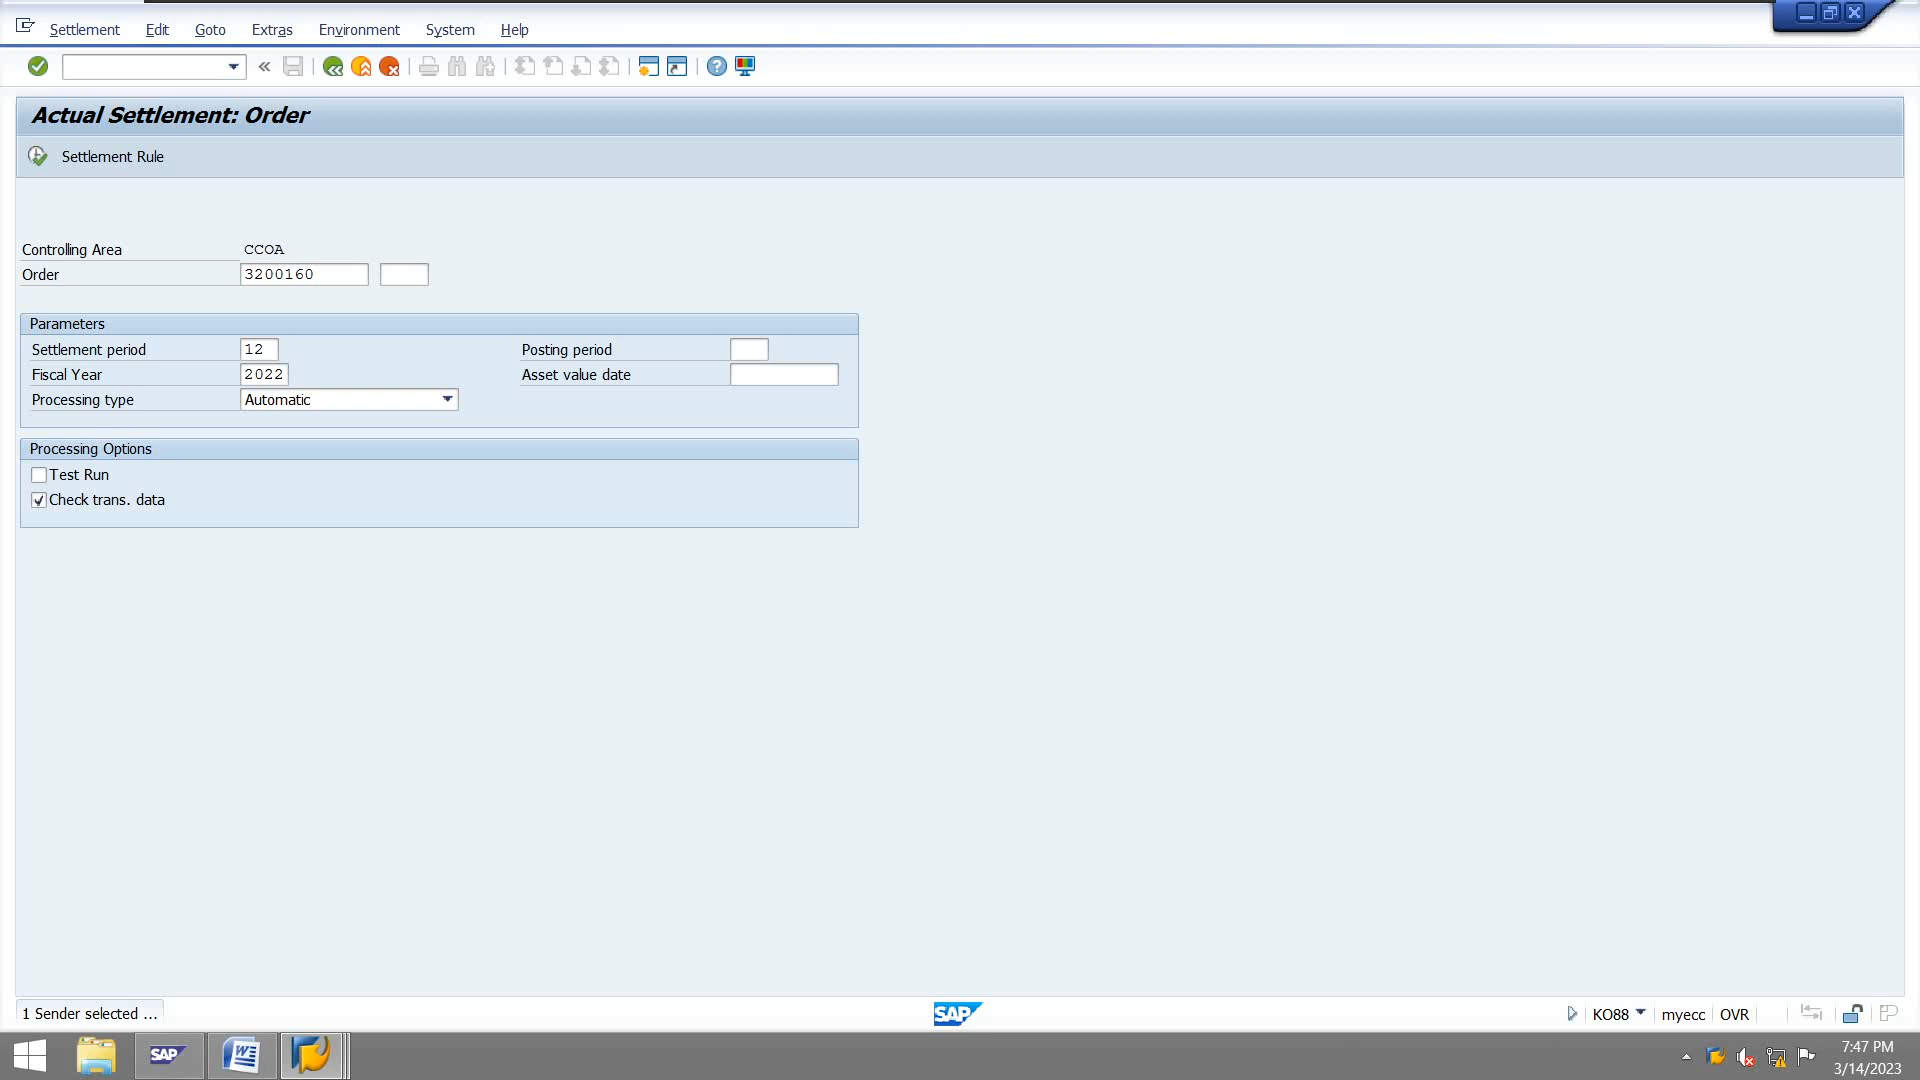 Settlement Edit Goto Extras Environment System Help
Actual Settlement: Order
Settlement Rule
Controlling Area CCOA
Order 3200160
Parameters
Settlement period 12 Posting period
Fiscal Year 2022 Asset value date
Processing type Automatic
Processing Options
Test Run
Check trans. data
1 Sender selected ... SAP KO88 myecc OVR
SAP 7:47 PM
3/14/2023